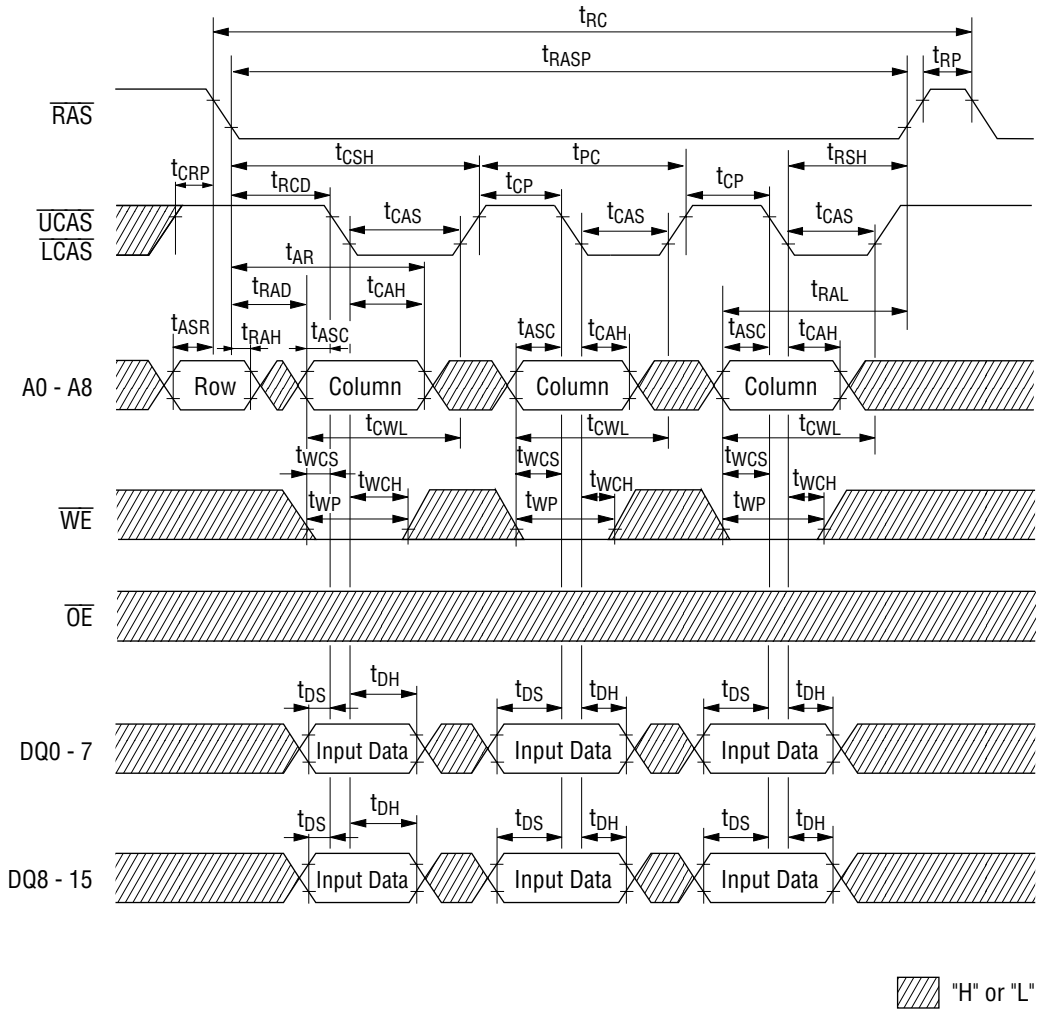 tRC
tRASP
tRP
RAS
tCSH
tPC
tRSH
tCRP
tRCD
tCP
tCP
UCAS
LCAS
tCAS
tCAS
tCAS
tAR
tRAD
tCAH
tRAL
tASR
tRAH
tASC
tASC
tCAH
tASC
tCAH
A0 - A8
Row
Column
Column
Column
tCWL
tCWL
tCWL
tWCS
tWCS
tWCS
tWCH
tWCH
tWCH
WE
tWP
tWP
tWP
OE
tDS
tDH
tDS
tDH
tDS
tDH
DQ0 - 7
Input Data
Input Data
Input Data
tDS
tDH
tDS
tDH
tDS
tDH
DQ8 - 15
Input Data
Input Data
Input Data
"H" or "L"